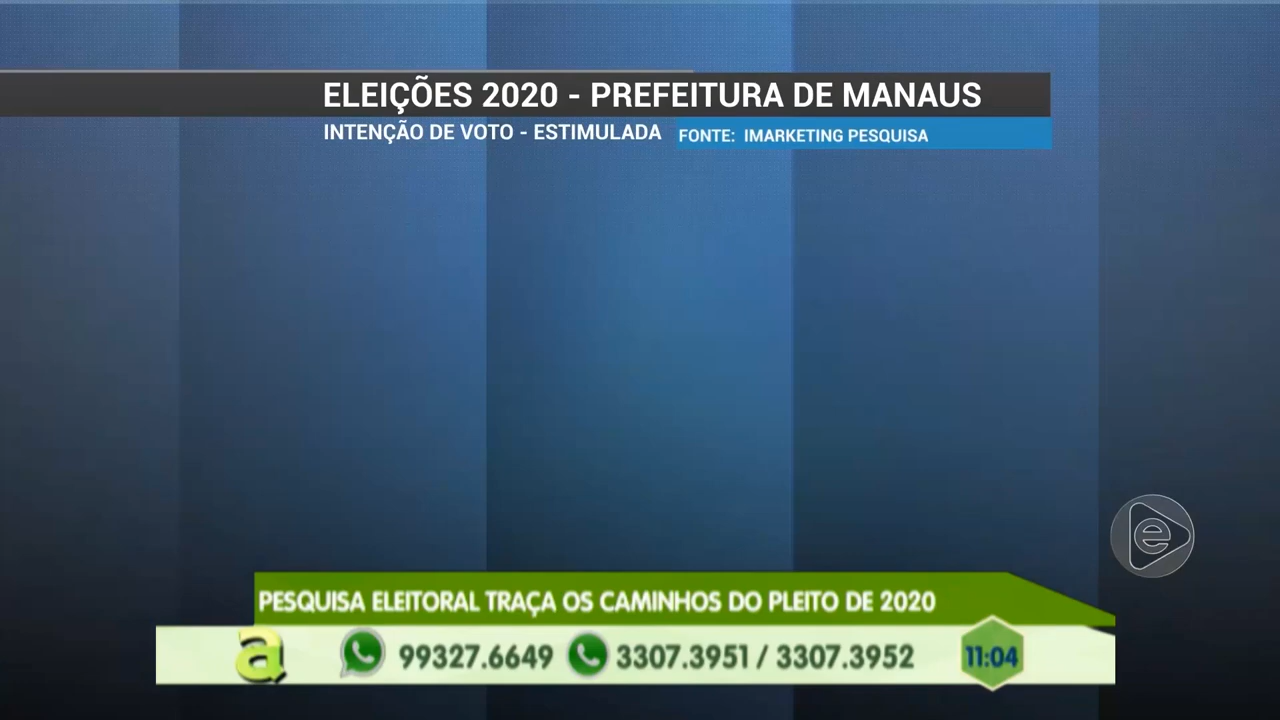 ELEIÇÕES 2020 - PREFEITURA DE MANAUS
INTENÇÃO DE VOTO - ESTIMULADA
FONTE: IMARKETING PESQUISA
e
PESQUISA ELEITORAL TRAÇA OS CAMINHOS DO PLEITO DE 2020
a 99327.6649 3307.3951 / 3307.3952 11:04